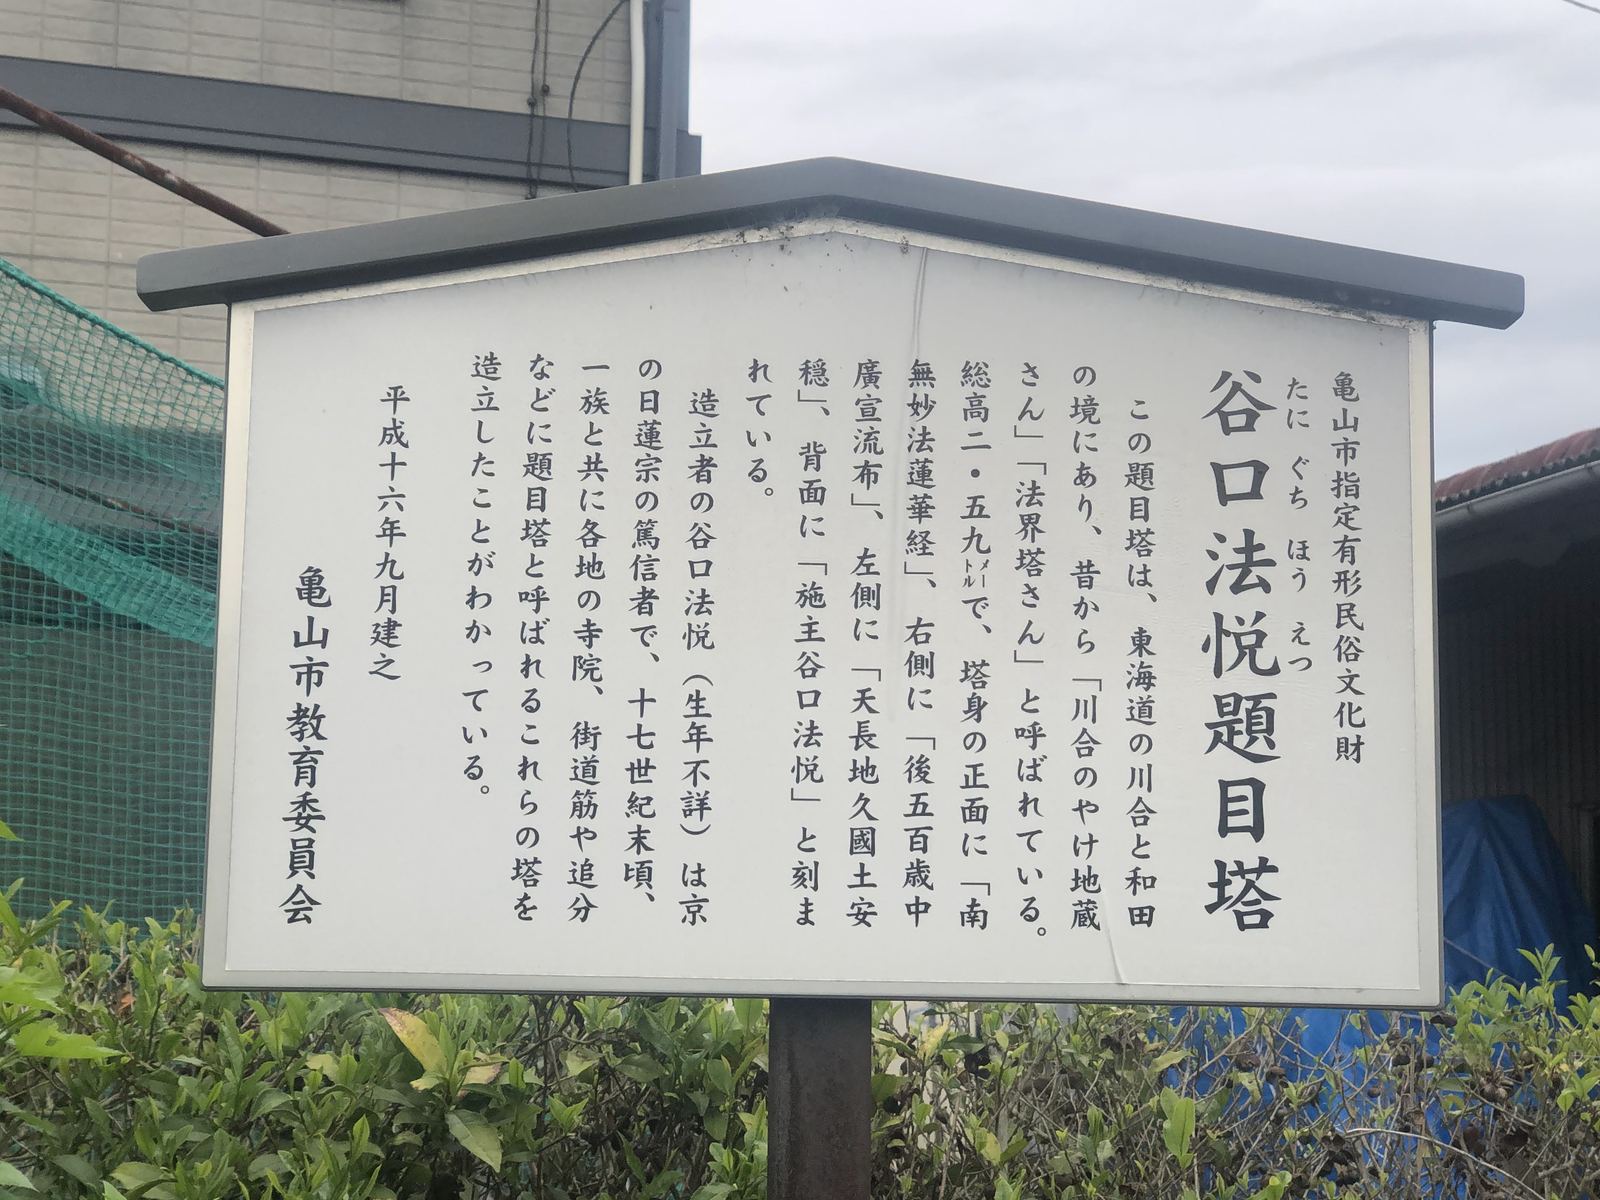 亀山市指定有形民俗文化財
たに ぐち ほう えつ
谷口法悦題目塔
この題目塔は、東海道の川合と和田
の境にあり、昔から「川合のやけ地蔵
さん」「法界塔さん」と呼ばれている。
総高二・五九メートルで、塔身の正面に「南
無妙法蓮華経」、右側に「後五百歳中
廣宣流布」、左側に「天長地久國土安
穏」、背面に「施主谷口法悦」と刻ま
れている。
造立者の谷口法悦（生年不詳）は京
の日蓮宗の篤信者で、十七世紀末頃、
一族と共に各地の寺院、街道筋や追分
などに題目塔と呼ばれるこれらの塔を
造立したことがわかっている。
平成十六年九月建之
亀山市教育委員会